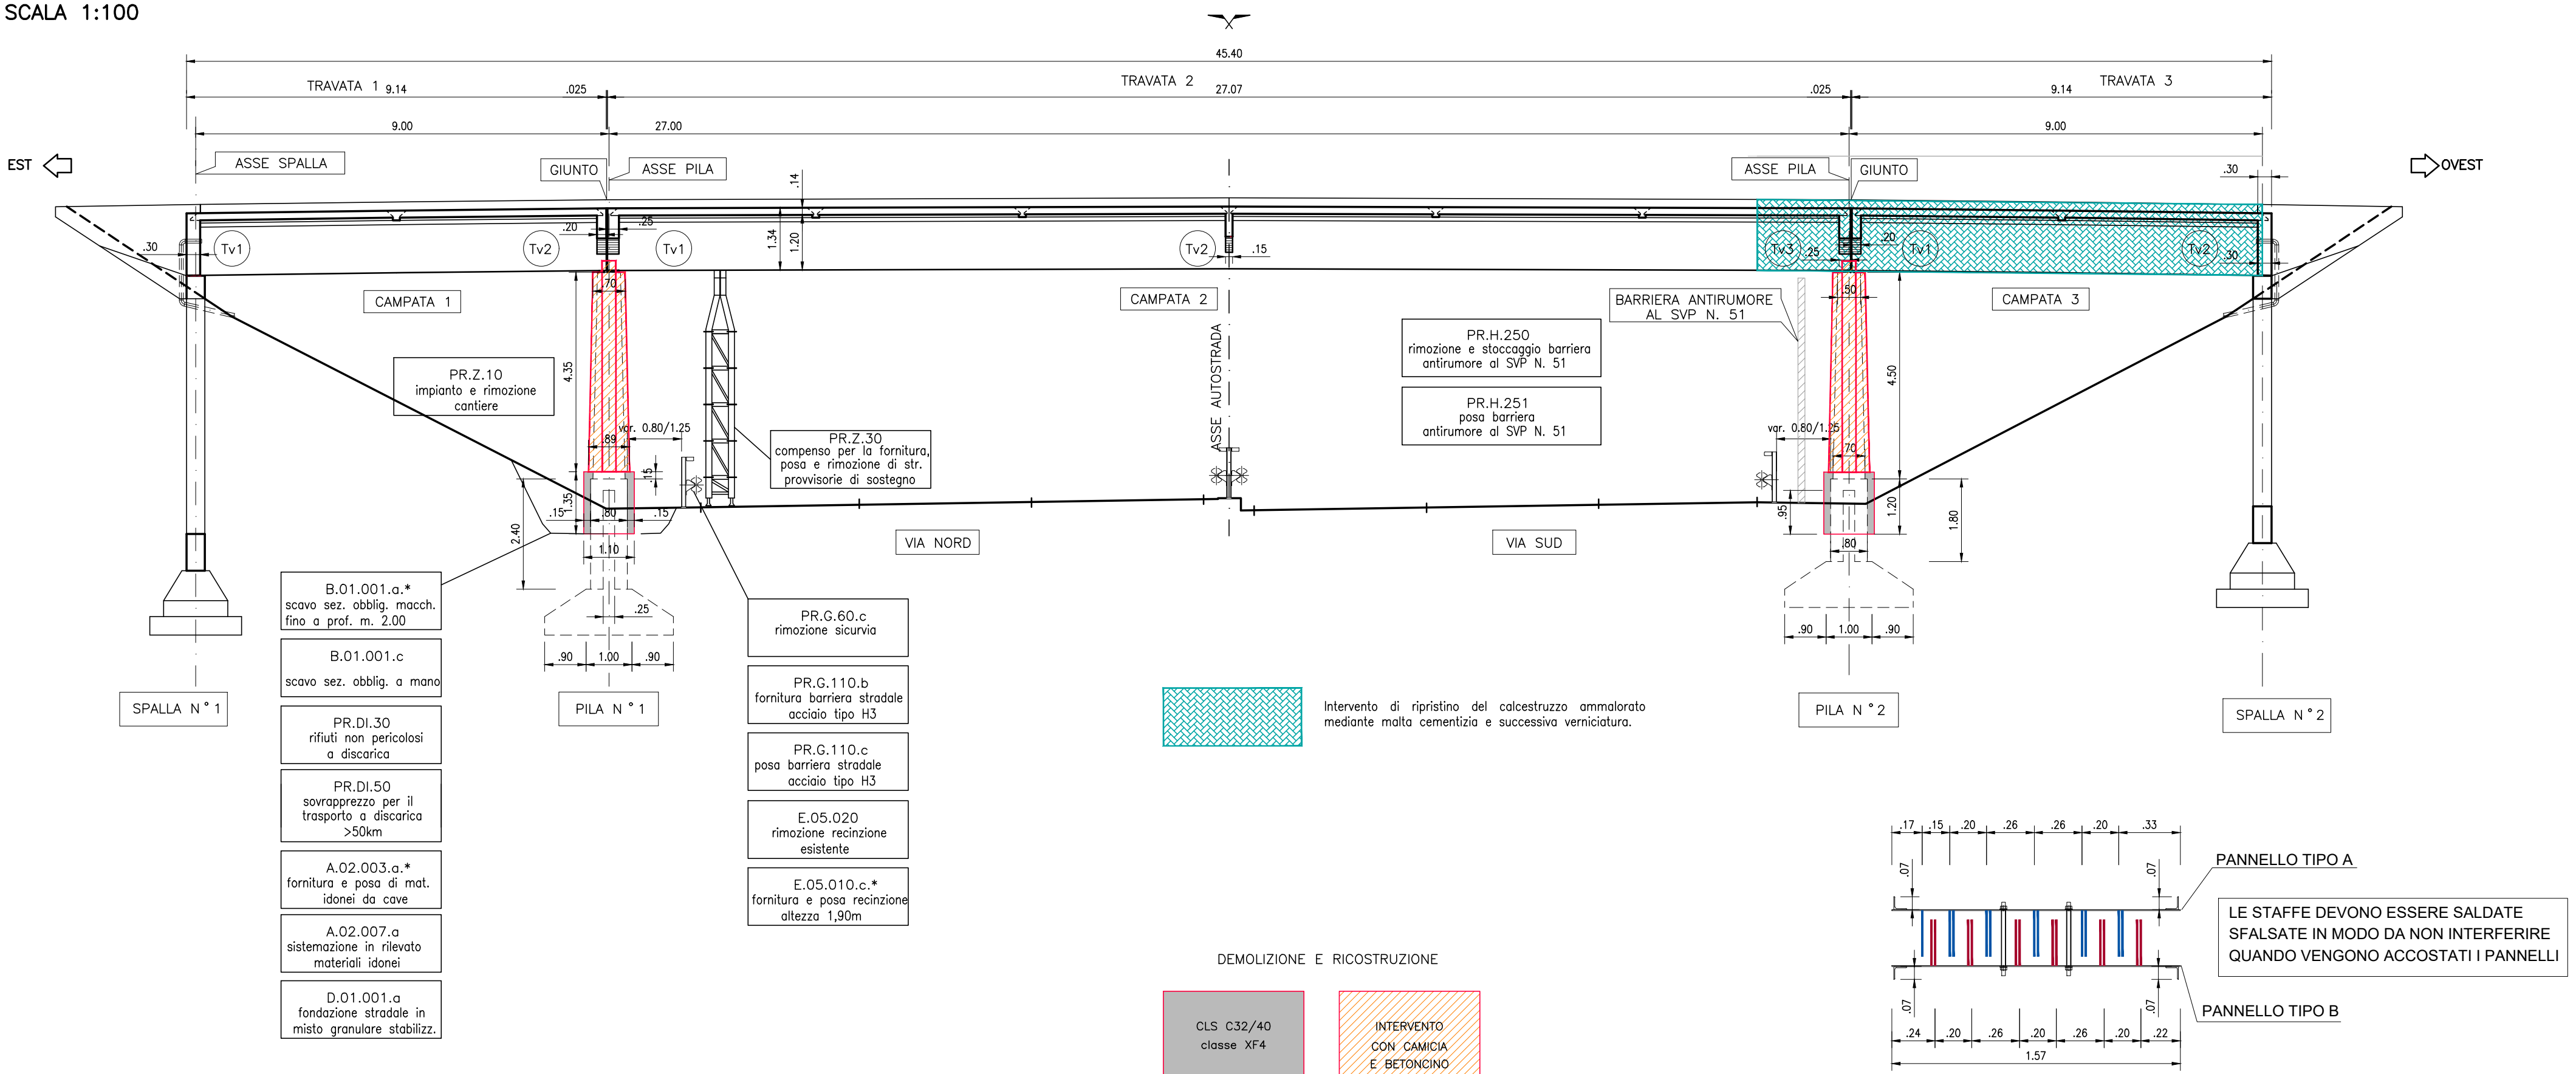 SCALA 1:100
45.40
TRAVATA 1
9.14
.025
TRAVATA 2
27.07
.025
9.14
TRAVATA 3
9.00
27.00
9.00
EST
ASSE SPALLA
GIUNTO
ASSE PILA
.14
ASSE PILA
GIUNTO
.30
OVEST
.30
Tv1
Tv2
.20
.25
Tv1
1.34
1.20
Tv2
.15
Tv3
.25
.20
Tv1
Tv2
.30
CAMPATA 1
.70
CAMPATA 2
BARRIERA ANTIRUMORE
AL SVP N. 51
.50
CAMPATA 3
4.35
PR.Z.10
impianto e rimozione
cantiere
ASSE AUTOSTRADA
PR.H.250
rimozione e stoccaggio barriera
antirumore al SVP N. 51
PR.H.251
posa barriera
antirumore al SVP N. 51
4.50
var. 0.80/1.25
.89
PR.Z.30
compenso per la fornitura,
posa e rimozione di str.
provvisorie di sostegno
var. 0.80/1.25
.70
.15
1.35
.15
.80
.15
2.40
1.10
VIA NORD
VIA SUD
.95
1.20
1.80
.80
.25
.90
1.00
.90
.90
1.00
.90
SPALLA N°1
PILA N°1
PILA N°2
SPALLA N°2
B.01.001.a.*
scavo sez. obblig. macch.
fino a prof. m. 2.00
B.01.001.c
scavo sez. obblig. a mano
PR.DI.30
rifiuti non pericolosi
a discarica
PR.DI.50
sovrapprezzo per il
trasporto a discarica
>50km
A.02.003.a.*
fornitura e posa di mat.
idonei da cave
A.02.007.a
sistemazione in rilevato
materiali idonei
D.01.001.a
fondazione stradale in
misto granulare stabilizz.
PR.G.60.c
rimozione sicurvia
PR.G.110.b
fornitura barriera stradale
acciaio tipo H3
PR.G.110.c
posa barriera stradale
acciaio tipo H3
E.05.020
rimozione recinzione
esistente
E.05.010.c.*
fornitura e posa recinzione
altezza 1,90m
Intervento di ripristino del calcestruzzo ammalorato
mediante malta cementizia e successiva verniciatura.
DEMOLIZIONE E RICOSTRUZIONE
CLS C32/40
classe XF4
INTERVENTO
CON CAMICIA
E BETONCINO
.17
.15
.20
.26
.26
.20
.33
.07
.07
PANNELLO TIPO A
LE STAFFE DEVONO ESSERE SALDATE
SFALSATE IN MODO DA NON INTERFERIRE
QUANDO VENGONO ACCOSTATI I PANNELLI
.07
.07
PANNELLO TIPO B
.24
.20
.26
.20
.26
.20
.22
1.57